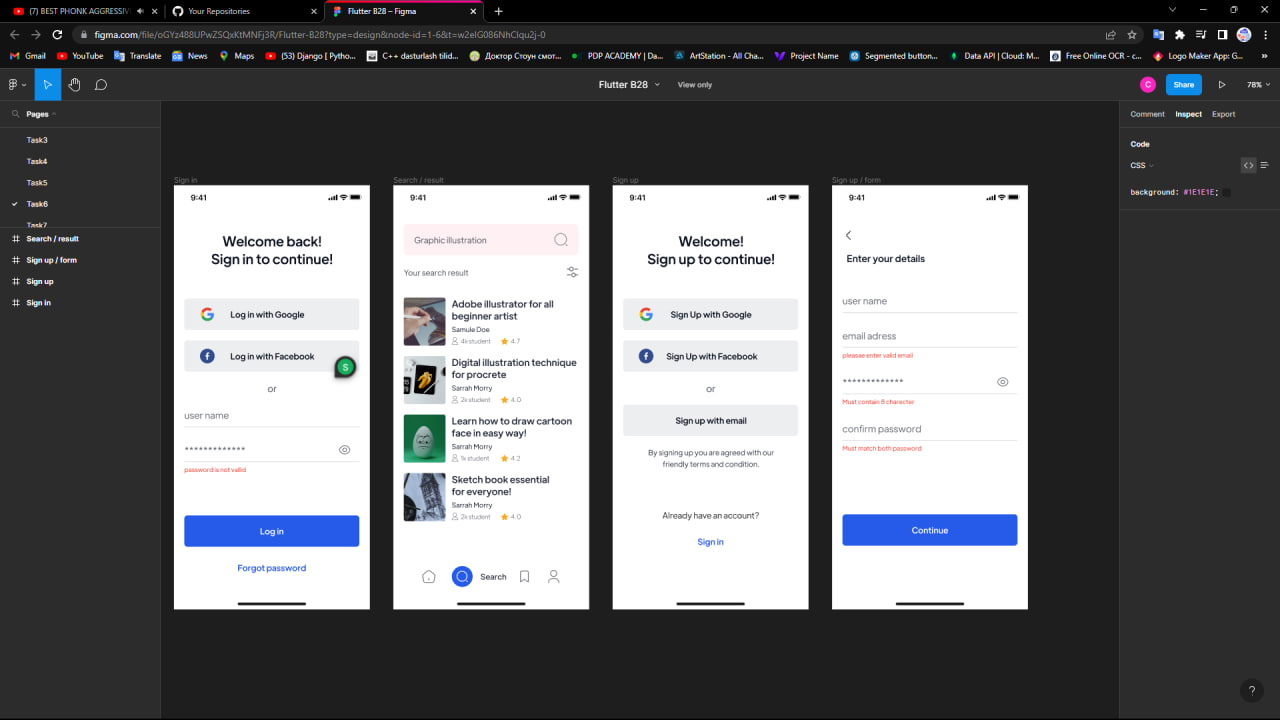 (7) BEST PHONK AGGRESSIV
Your Repositories
Flutter B28 – Figma
figma.com/file/oGYz488UPwZSQxKtMNFj3R/Flutter-B28?type=design&node-id=1-6&t=w2elG086NhCIqu2j-0
Gmail
YouTube
Translate
News
Maps
(53) Django | Pytho...
C++ dasturlash tilid...
Доктор Стоун смот...
PDP ACADEMY | Da...
ArtStation - All Cha...
Project Name
Segmented button...
Data API | Cloud: M...
Free Online OCR - c...
Logo Maker App: G...
»
Flutter B28
View only
C
Share
78%
Pages
Task3
Task4
Task5
Task6
Task7
Search / result
Sign up / form
Sign up
Sign in
Sign in
9:41
Welcome back!
Sign in to continue!
Log in with Google
Log in with Facebook
S
or
user name
*************
password is not valid
Log in
Forgot password
Search / result
9:41
Graphic illustration
Your search result
Adobe illustrator for all
beginner artist
Samule Doe
4k student
4.7
Digital illustration technique
for procrete
Sarrah Morry
2k student
4.0
Learn how to draw cartoon
face in easy way!
Sarrah Morry
1k student
4.2
Sketch book essential
for everyone!
Sarrah Morry
2k student
4.0
Search
Sign up
9:41
Welcome!
Sign up to continue!
Sign Up with Google
Sign Up with Facebook
or
Sign up with email
By signing up you are agreed with our
friendly terms and condition.
Already have an account?
Sign in
Sign up / form
9:41
Enter your details
user name
email adress
pleasae enter valid email
*************
Must contain 8 cherecter
confirm password
Must match both password
Continue
Comment
Inspect
Export
Code
CSS
background: #1E1E1E;
?